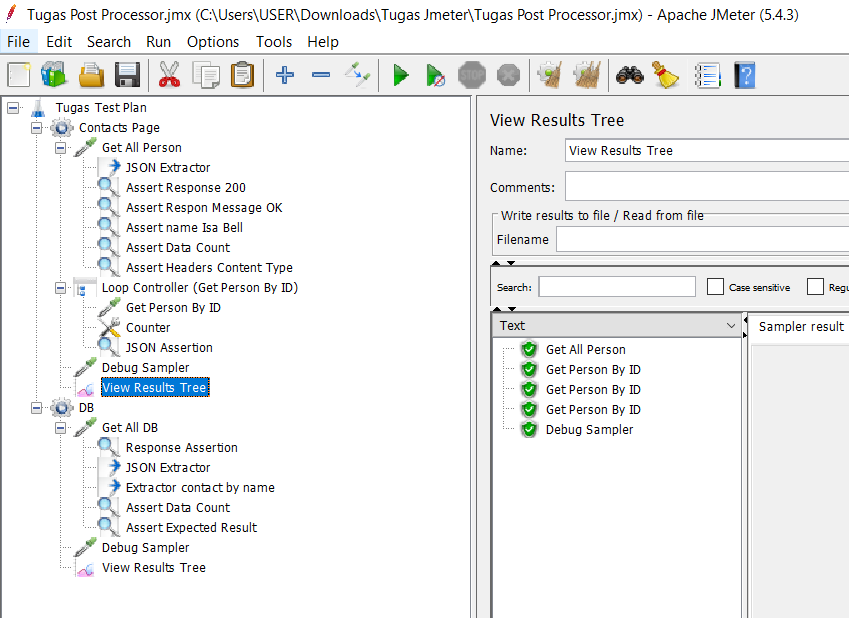 Tugas Post Processor.jmx (C:\Users\USER\Downloads\Tugas Jmeter\Tugas Post Processor.jmx) - Apache JMeter (5.4.3)
File Edit Search Run Options Tools Help
STOP
?
Tugas Test Plan
Contacts Page
Get All Person
JSON Extractor
Assert Response 200
Assert Respon Message OK
Assert name Isa Bell
Assert Data Count
Assert Headers Content Type
Loop Controller (Get Person By ID)
Get Person By ID
Counter
JSON Assertion
Debug Sampler
View Results Tree
DB
Get All DB
Response Assertion
JSON Extractor
Extractor contact by name
Assert Data Count
Assert Expected Result
Debug Sampler
View Results Tree
View Results Tree
Name: View Results Tree
Comments:
Write results to file / Read from file
Filename
Search: Case sensitive Regu
Text
Sampler result
Get All Person
Get Person By ID
Get Person By ID
Get Person By ID
Debug Sampler